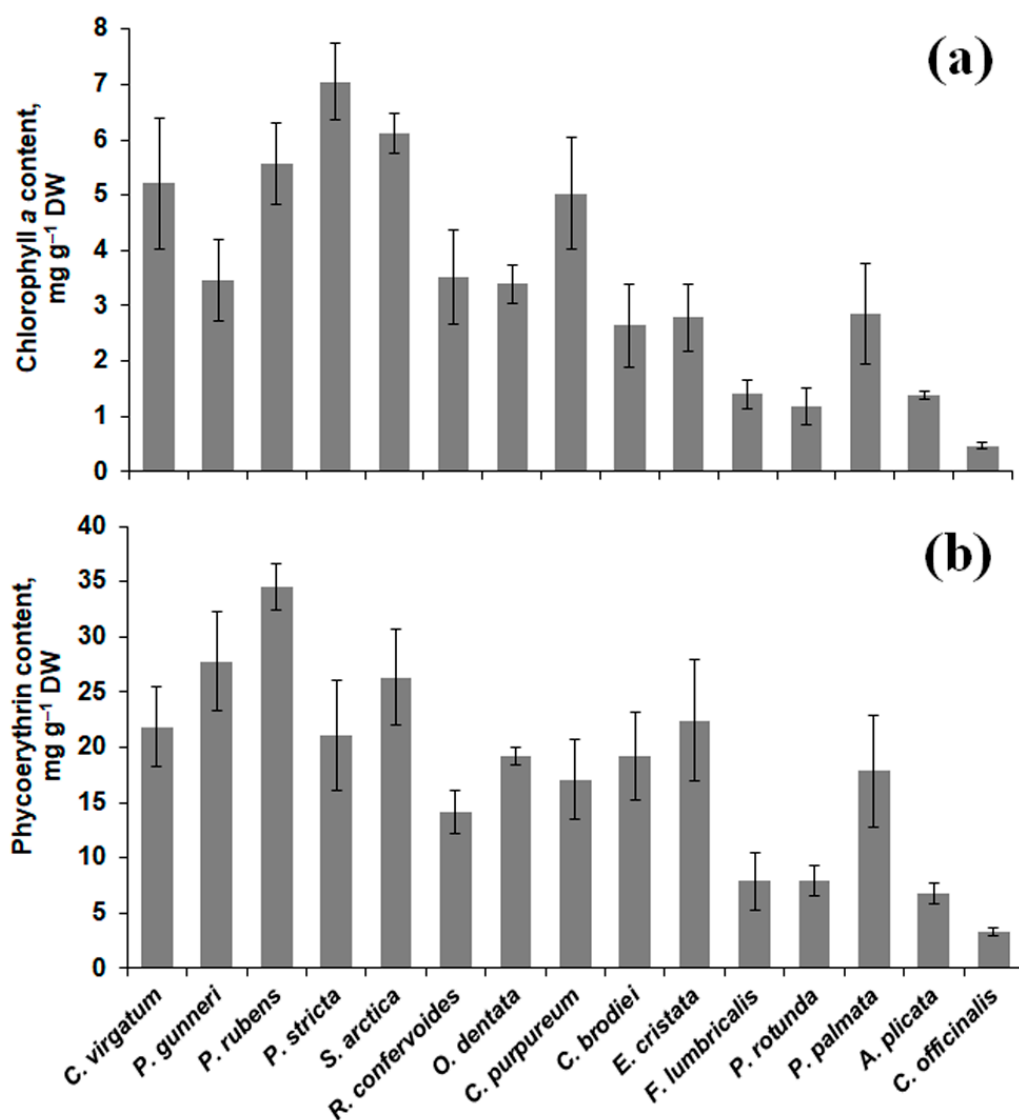 (a)
Chlorophyll a content,
mg g⁻¹ DW
8
7
6
5
4
3
2
1
0
(b)
Phycoerythrin content,
mg g⁻¹ DW
40
35
30
25
20
15
10
5
0
C. virgatum
P. gunneri
P. rubens
P. stricta
S. arctica
R. confervoides
O. dentata
C. purpureum
C. brodiei
E. cristata
F. lumbricalis
P. rotunda
P. palmata
A. plicata
C. officinalis